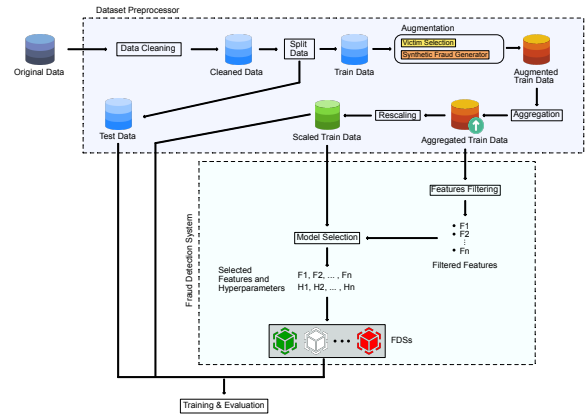 Dataset Preprocessor
Augmentation
Data Cleaning
Split
Data
Victim Selection
Synthetic Fraud Generator
Original Data
Cleaned Data
Train Data
Augmented
Train Data
Aggregation
Rescaling
Test Data
Scaled Train Data
Aggregated Train Data
Fraud Detection System
Features Filtering
F1
F2
⋮
Fn
Filtered Features
Model Selection
Selected
Features and
Hyperparameters
F1, F2, ... , Fn
H1, H2, ... , Hn
FDSs
Training & Evaluation